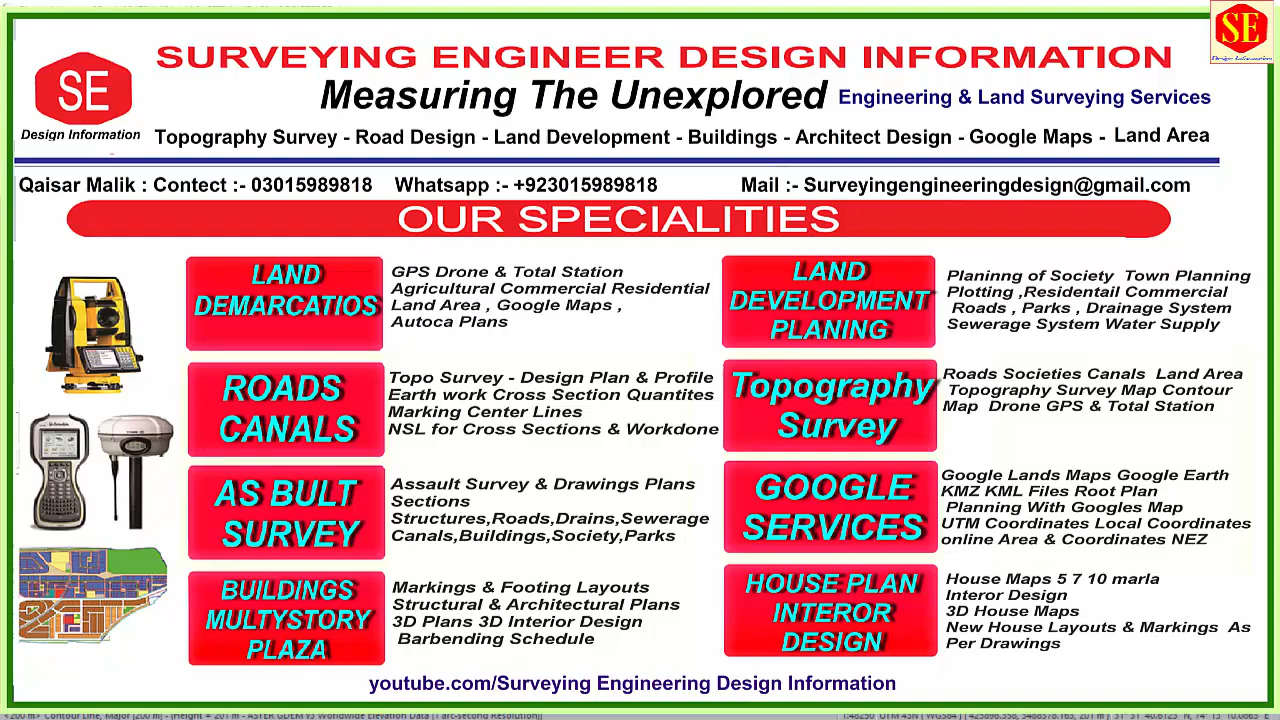 SE
Design Information
SURVEYING ENGINEER DESIGN INFORMATION
Measuring The Unexplored Engineering & Land Surveying Services
SE
Design Information
Topography Survey - Road Design - Land Development - Buildings - Architect Design - Google Maps - Land Area
Qaisar Malik : Contect :- 03015989818 Whatsapp :- +923015989818 Mail :- Surveyingengineeringdesign@gmail.com
OUR SPECIALITIES
LAND
DEMARCATIOS
GPS Drone & Total Station
Agricultural Commercial Residential
Land Area , Google Maps ,
Autoca Plans
LAND
DEVELOPMENT
PLANING
Planinng of Society Town Planning
Plotting ,Residentail Commercial
Roads , Parks , Drainage System
Sewerage System Water Supply
ROADS
CANALS
Topo Survey - Design Plan & Profile
Earth work Cross Section Quantites
Marking Center Lines
NSL for Cross Sections & Workdone
Topography
Survey
Roads Societies Canals Land Area
Topography Survey Map Contour
Map Drone GPS & Total Station
AS BULT
SURVEY
Assault Survey & Drawings Plans
Sections
Structures,Roads,Drains,Sewerage
Canals,Buildings,Society,Parks
GOOGLE
SERVICES
Google Lands Maps Google Earth
KMZ KML Files Root Plan
Planning With Googles Map
UTM Coordinates Local Coordinates
online Area & Coordinates NEZ
BUILDINGS
MULTYSTORY
PLAZA
Markings & Footing Layouts
Structural & Architectural Plans
3D Plans 3D Interior Design
Barbending Schedule
HOUSE PLAN
INTEROR
DESIGN
House Maps 5 7 10 marla
Interor Design
3D House Maps
New House Layouts & Markings As
Per Drawings
youtube.com/Surveying Engineering Design Information